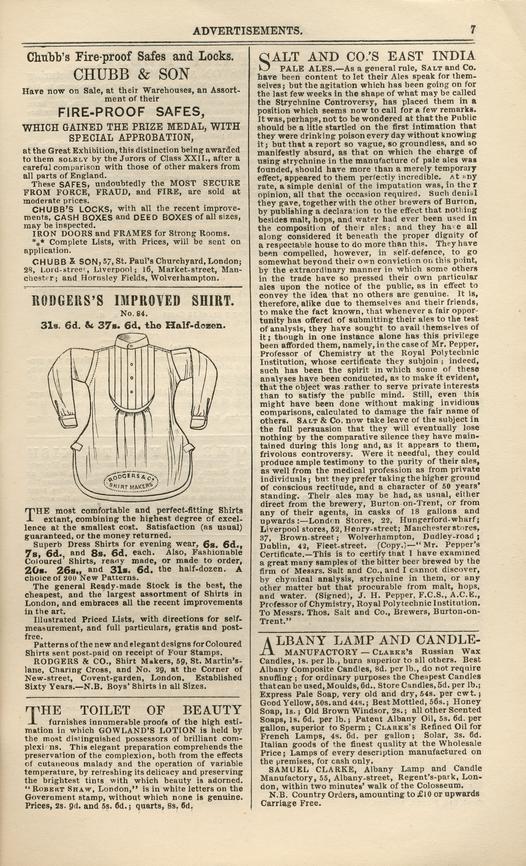 ADVERTISEMENTS. 7
Chubb's Fire-proof Safes and Locks.
CHUBB & SON
Have now on Sale, at their Warehouses, an Assort-
ment of their
FIRE-PROOF SAFES,
WHICH GAINED THE PRIZE MEDAL, WITH
SPECIAL APPROBATION,
at the Great Exhibition, this distinction being awarded
to them SOLELY by the Jurors of Class XXII., after a
careful comparison with those of other makers from
all parts of England.
These SAFES, undoubtedly the MOST SECURE
FROM FORCE, FRAUD, and FIRE, are sold at
moderate prices.
CHUBB'S LOCKS, with all the recent improve-
ments, CASH BOXES and DEED BOXES of all sizes,
may be inspected.
IRON DOORS and FRAMES for Strong Rooms.
*** Complete Lists, with Prices, will be sent on
application.
CHUBB & SON, 57, St. Paul's Churchyard, London;
28, Lord-street, Liverpool; 16, Market-street, Man-
chester; and Horseley Fields, Wolverhampton.
RODGERS'S IMPROVED SHIRT.
No. 84.
31s. 6d. & 37s. 6d, the Half-dozen.
RODGERS & Co
SHIRT MAKERS
THE most comfortable and perfect-fitting Shirts
extant, combining the highest degree of excel-
lence at the smallest cost. Satisfaction (as usual)
guaranteed, or the money returned.
Superb Dress Shirts for evening wear, 6s. 6d.,
7s, 6d., and 8s. 6d. each. Also, Fashionable
Coloured Shirts, ready made, or made to order,
20s. 26s., and 31s. 6d. the half-dozen. A
choice of 200 New Patterns.
The general Ready-made Stock is the best, the
cheapest, and the largest assortment of Shirts in
London, and embraces all the recent improvements
in the art.
Illustrated Priced Lists, with directions for self-
measurement, and full particulars, gratis and post-
free.
Patterns of the new and elegant designs for Coloured
Shirts sent post-paid on receipt of Four Stamps.
RODGERS & CO, Shirt Makers, 59, St. Martin's-
lane, Charing Cross, and No. 29, at the Corner of
New-street, Covent-garden, London. Established
Sixty Years.—N.B. Boys' Shirts in all Sizes.
THE TOILET OF BEAUTY
furnishes innumerable proofs of the high esti-
mation in which GOWLAND'S LOTION is held by
the most distinguished possessors of brilliant com-
plexi ns. This elegant preparation comprehends the
preservation of the complexion, both from the effects
of cutaneous malady and the operation of variable
temperature, by refreshing its delicacy and preserving
the brightest tints with which beauty is adorned.
"ROBERT SHAW, London," is in white letters on the
Government stamp, without which none is genuine.
Prices, 2s. 9d. and 5s. 6d.; quarts, 8s. 6d.
SALT AND CO.'S EAST INDIA
PALE ALES.—As a general rule, SALT and Co.
have been content to let their Ales speak for them-
selves; but the agitation which has been going on for
the last few weeks in the shape of what may be called
the Strychnine Controversy, has placed them in a
position which seems now to call for a few remarks.
It was, perhaps, not to be wondered at that the Public
should be a litle startled on the first intimation that
they were drinking poison every day without knowing
it; but that a report so vague, so groundless, and so
manifestly absurd, as that on which the charge of
using strychnine in the manufacture of pale ales was
founded, should have more than a merely temporary
effect, appeared to them perfectly incredible. At any
rate, a simple denial of the imputation was, in their
opinion, all that the occasion required. Such denial
they gave, together with the other brewers of Burton,
by publishing a declaration to the effect that nothing
besides malt, hops, and water had ever been used in
the composition of their ales; and they have all
along considered it beneath the proper dignity of
a respectable house to do more than this. They have
been compelled, however, in self-defence, to go
somewhat beyond their own conviction on this point,
by the extraordinary manner in which some others
in the trade have so pressed their own particular
ales upon the notice of the public, as in effect to
convey the idea that no others are genuine. It is,
therefore, alike due to themselves and their friends,
to make the fact known, that whenever a fair oppor-
tunity has offered of submitting their ales to the test
of analysis, they have sought to avail themselves of
it; though in one instance alone has this privilege
been afforded them, namely, in the case of Mr. Pepper,
Professor of Chemistry at the Royal Polytechnic
Institution, whose certificate they subjoin; indeed,
such has been the spirit in which some of these
analyses have been conducted, as to make it evident,
that the object was rather to serve private interests
than to satisfy the public mind. Still, even this
might have been done without making invidious
comparisons, calculated to damage the fair name of
others. SALT & Co. now take leave of the subject in
the full persuasion that they will eventually lose
nothing by the comparative silence they have main-
tained during this long and, as it appears to them,
frivolous controversy. Were it needful, they could
produce ample testimony to the purity of their ales,
as well from the medical profession as from private
individuals; but they prefer taking the higher ground
of conscious rectitude, and a character of 50 years'
standing. Their ales may be had, as usual, either
direct from the brewery, Burton-on-Trent, or from
any of their agents, in casks of 18 gallons and
upwards:—London Stores, 22, Hungerford-wharf;
Liverpool stores, 52, Henry-street; Manchester stores,
37, Brown-street; Wolverhampton, Dudley-road;
Dublin, 42, Fleet-street. (Copy.)—"Mr. Pepper's
Certificate.—This is to certify that I have examined
a great many samples of the bitter beer brewed by the
firm of Messrs. Salt and Co., and I cannot discover,
by chymical analysis, strychnine in them, or any
other matter but that procurable from malt, hops,
and water. (Signed), J. H. Pepper, F.C.S., A.C.E.,
Professor of Chymistry, Royal Polytechnic Institution.
To Messrs. Thos. Salt and Co., Brewers, Burton-on-
Trent."
ALBANY LAMP AND CANDLE-
MANUFACTORY — CLARKE'S Russian Wax
Candles, 1s. per lb., burn superior to all others. Best
Albany Composite Candles, 8d. per lb., do not require
snuffing; for ordinary purposes the Cheapest Candles
that can be used, Moulds, 6d., Store Candles, 5d. per lb.;
Express Pale Soap, very old and dry, 54s. per cwt.;
Good Yellow, 50s. and 44s.; Best Mottled, 56s.; Honey
Soap, 1s.; Old Brown Windsor, 2s.; all other Scented
Soaps, 1s. 6d. per lb.; Patent Albany Oil, 5s. 6d. per
gallon, superior to Sperm; CLARKE'S Refined Oil for
French Lamps, 4s. 8d. per gallon; Solar, 3s. 6d.
Italian goods of the finest quality at the Wholesale
Price; Lamps of every description manufactured on
the premises, for cash only.
SAMUEL CLARKE, Albany Lamp and Candle
Manufactory, 55, Albany-street, Regent's-park, Lon-
don, within two minutes' walk of the Colosseum.
N.B. Country Orders, amounting to £10 or upwards
Carriage Free.